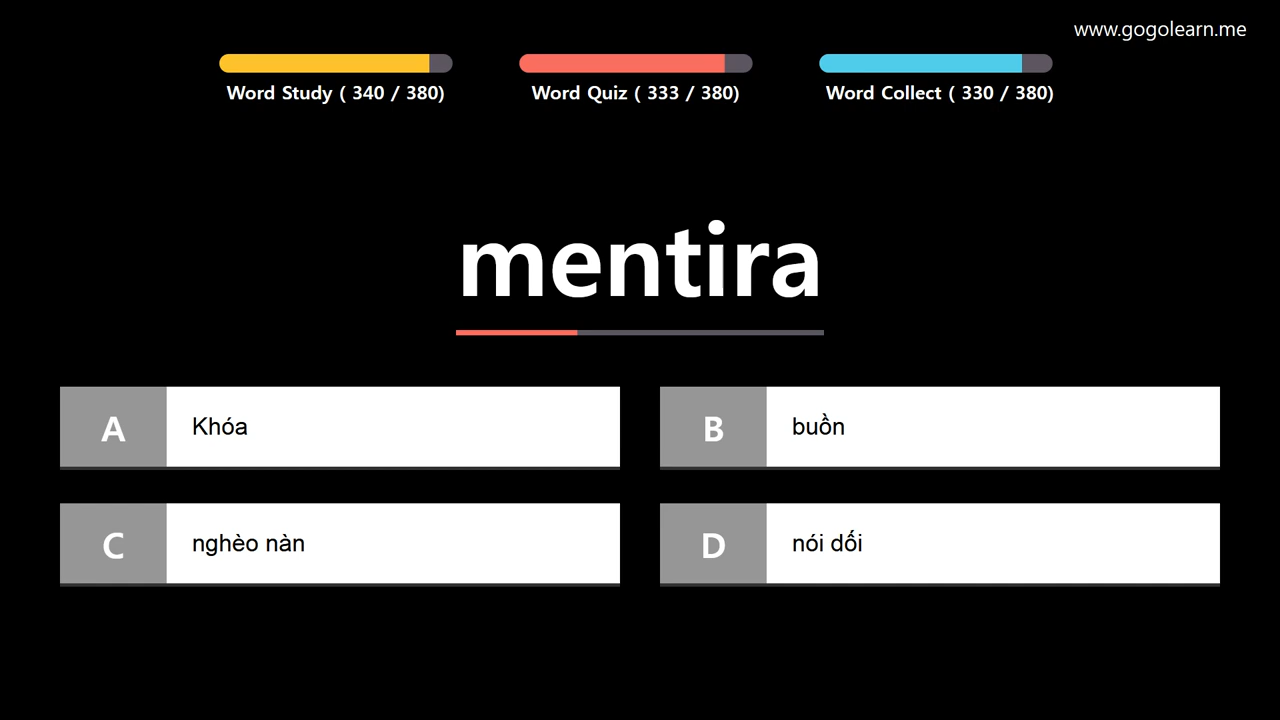 www.gogolearn.me
Word Study ( 340 / 380)
Word Quiz ( 333 / 380)
Word Collect ( 330 / 380)
mentira
A Khóa
B buồn
C nghèo nàn
D nói dối